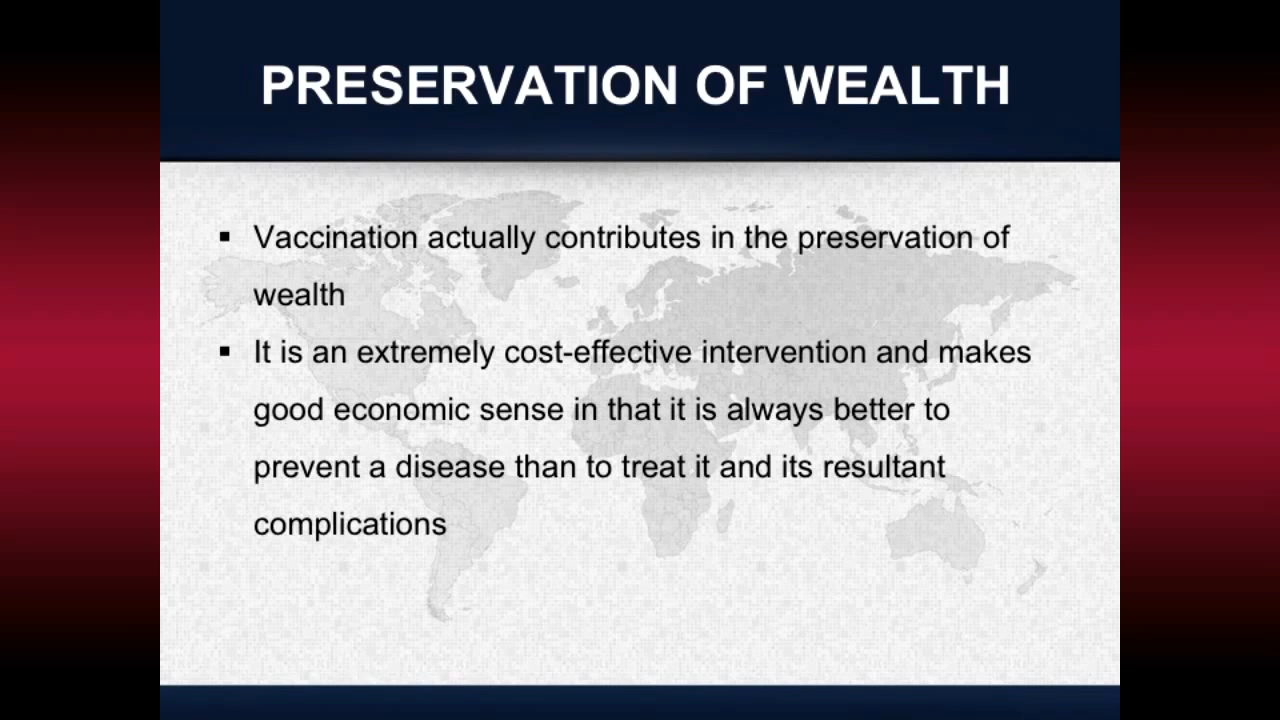 PRESERVATION OF WEALTH
▪ Vaccination actually contributes in the preservation of
wealth
▪ It is an extremely cost-effective intervention and makes
good economic sense in that it is always better to
prevent a disease than to treat it and its resultant
complications